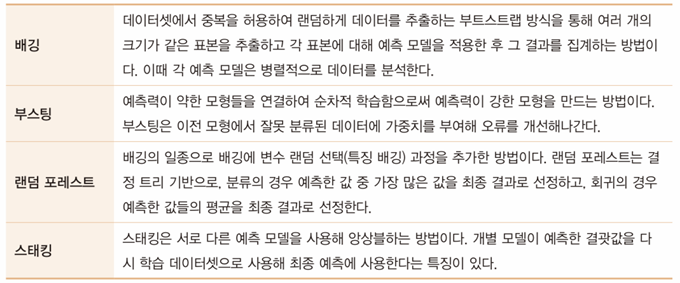 배깅
데이터셋에서 중복을 허용하여 랜덤하게 데이터를 추출하는 부트스트랩 방식을 통해 여러 개의
크기가 같은 표본을 추출하고 각 표본에 대해 예측 모델을 적용한 후 그 결과를 집계하는 방법이
다. 이때 각 예측 모델은 병렬적으로 데이터를 분석한다.
부스팅
예측력이 약한 모형들을 연결하여 순차적 학습함으로써 예측력이 강한 모형을 만드는 방법이다.
부스팅은 이전 모형에서 잘못 분류된 데이터에 가중치를 부여해 오류를 개선해나간다.
랜덤 포레스트
배깅의 일종으로 배깅에 변수 랜덤 선택(특징 배깅) 과정을 추가한 방법이다. 랜덤 포레스트는 결
정 트리 기반으로, 분류의 경우 예측한 값 중 가장 많은 값을 최종 결과로 선정하고, 회귀의 경우
예측한 값들의 평균을 최종 결과로 선정한다.
스태킹
스태킹은 서로 다른 예측 모델을 사용해 앙상블하는 방법이다. 개별 모델이 예측한 결괏값을 다
시 학습 데이터셋으로 사용해 최종 예측에 사용한다는 특징이 있다.